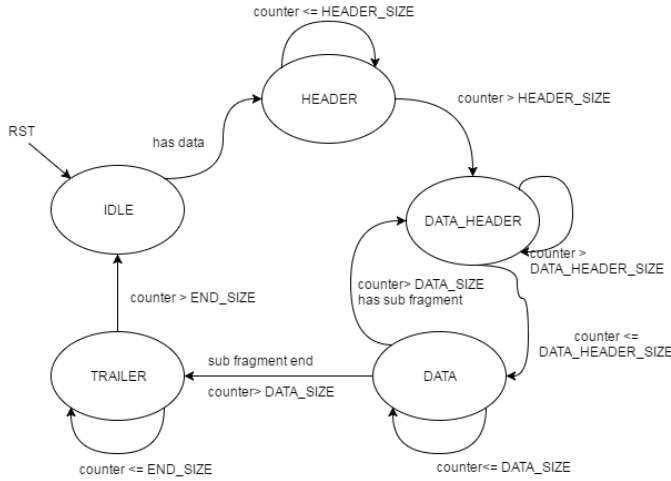 counter <= HEADER_SIZE
HEADER
counter > HEADER_SIZE
RST
has data
IDLE
DATA_HEADER
counter >
DATA_HEADER_SIZE
counter> DATA_SIZE
has sub fragment
counter > END_SIZE
counter <=
DATA_HEADER_SIZE
sub fragment end
TRAILER
DATA
counter> DATA_SIZE
counter <= END_SIZE
counter<= DATA_SIZE